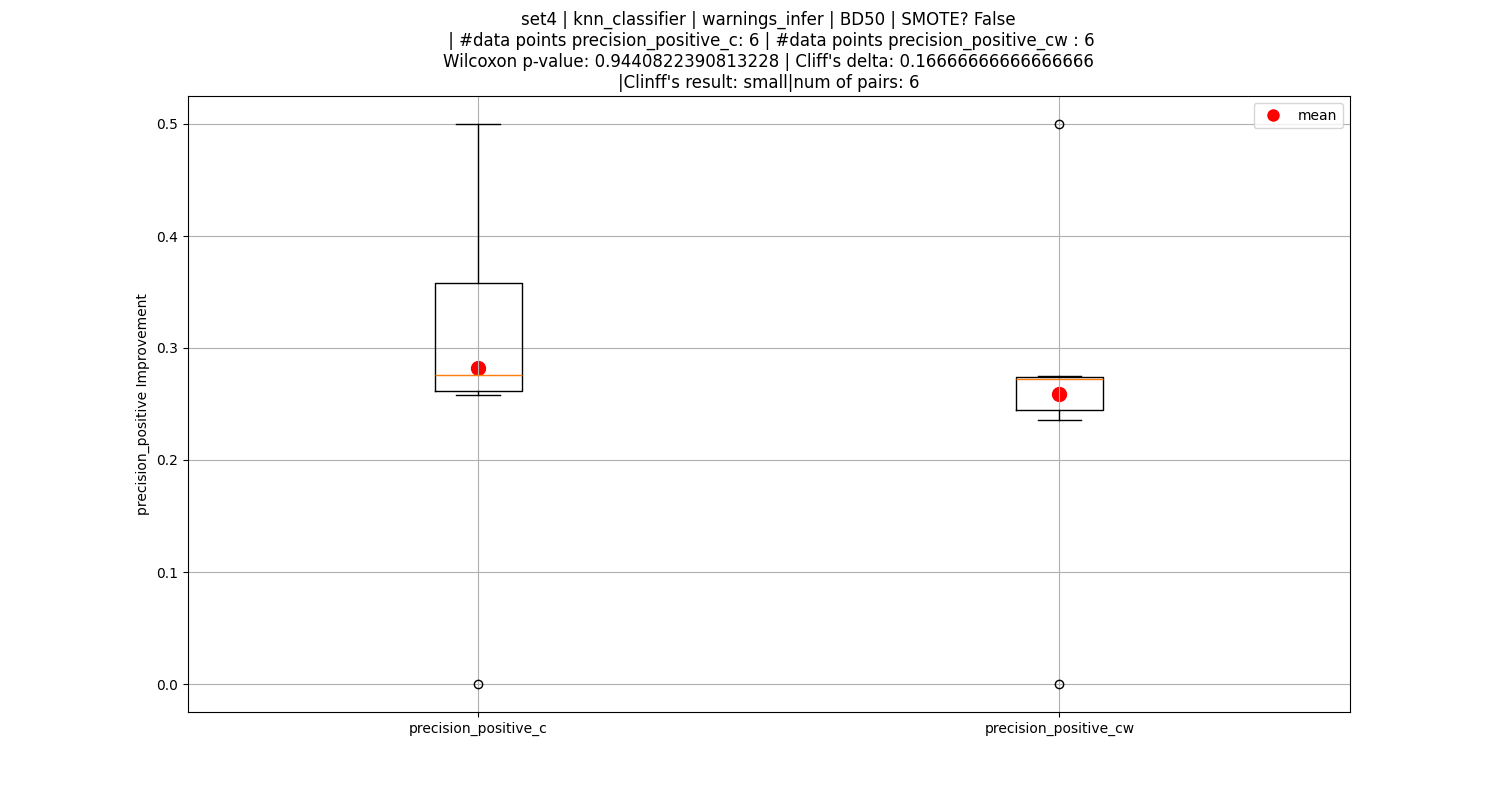 set4 | knn_classifier | warnings_infer | BD50 | SMOTE? False
| #data points precision_positive_c: 6 | #data points precision_positive_cw : 6
Wilcoxon p-value: 0.9440822390813228 | Cliff's delta: 0.16666666666666666
|Clinff's result: small|num of pairs: 6
mean
precision_positive Improvement
0.5
0.4
0.3
0.2
0.1
0.0
precision_positive_c
precision_positive_cw